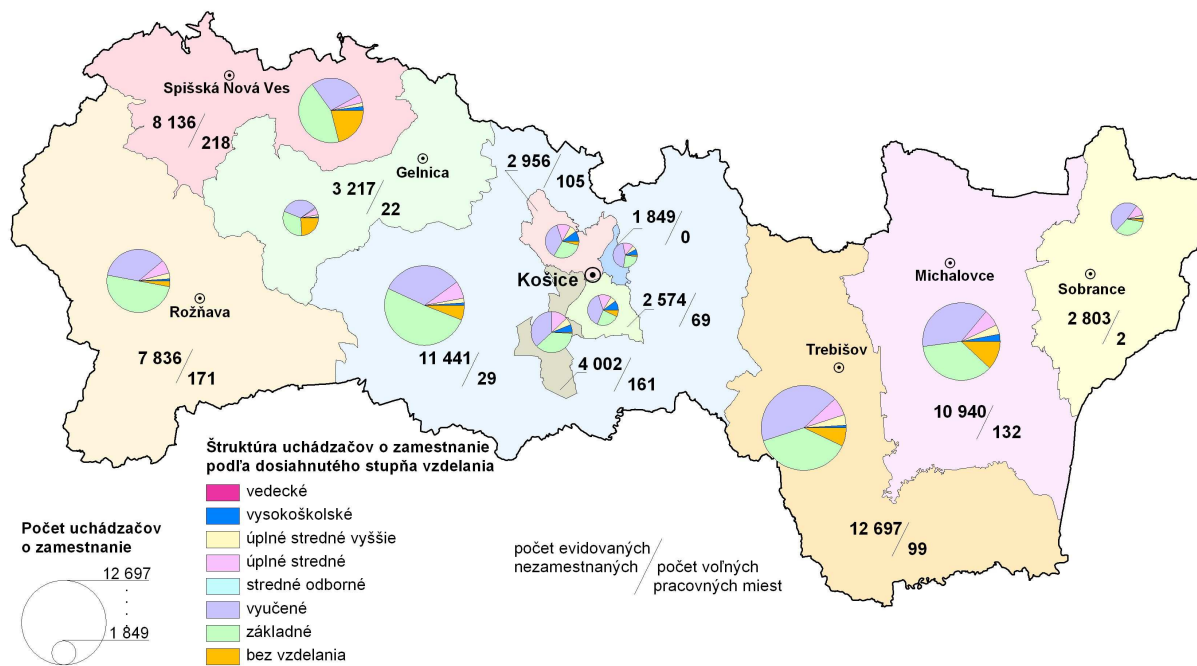 Spišská Nová Ves
8 136
218
Gelnica
3 217
22
2 956
105
1 849
0
Košice
2 574
69
4 002
161
11 441
29
Rožňava
7 836
171
Trebišov
12 697
99
Michalovce
10 940
132
Sobrance
2 803
2
Štruktúra uchádzačov o zamestnanie
podľa dosiahnutého stupňa vzdelania
vedecké
vysokoškolské
úplné stredné vyššie
úplné stredné
stredné odborné
vyučené
základné
bez vzdelania
Počet uchádzačov
o zamestnanie
12 697
1 849
počet evidovaných
nezamestnaných
počet voľných
pracovných miest